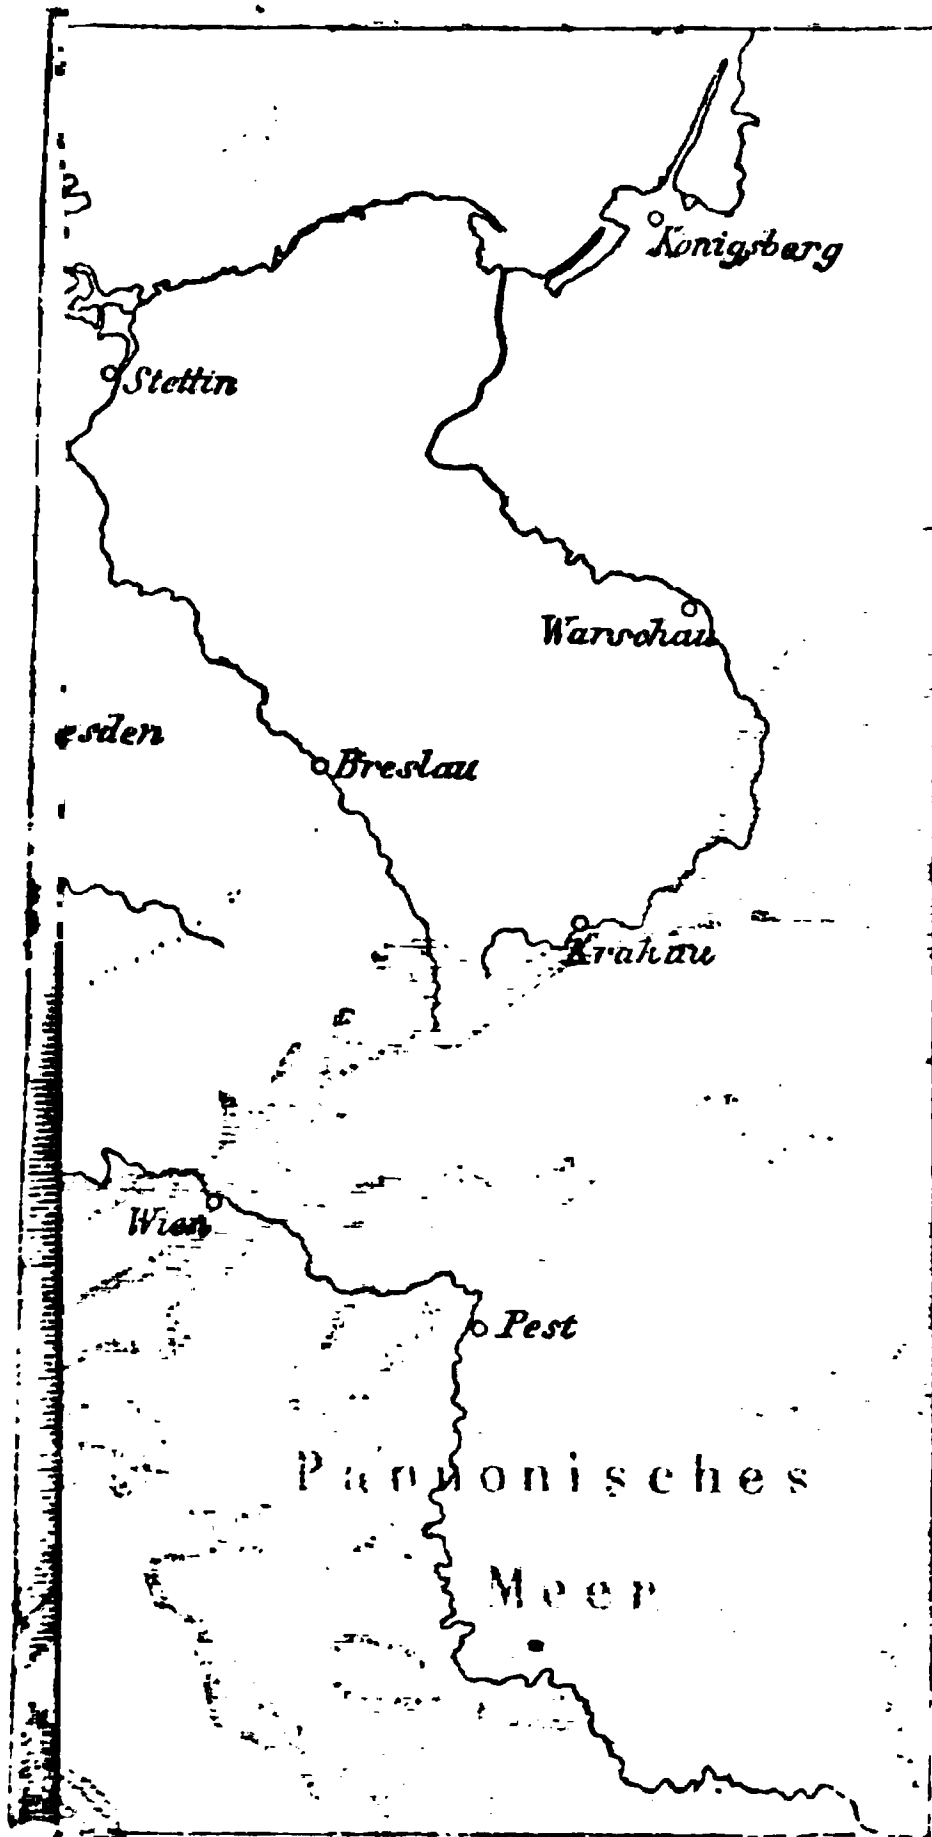 Königsberg
Stettin
Warschau
esden
Breslau
Krakau
Wien
Pest
Pannonisches
Meer